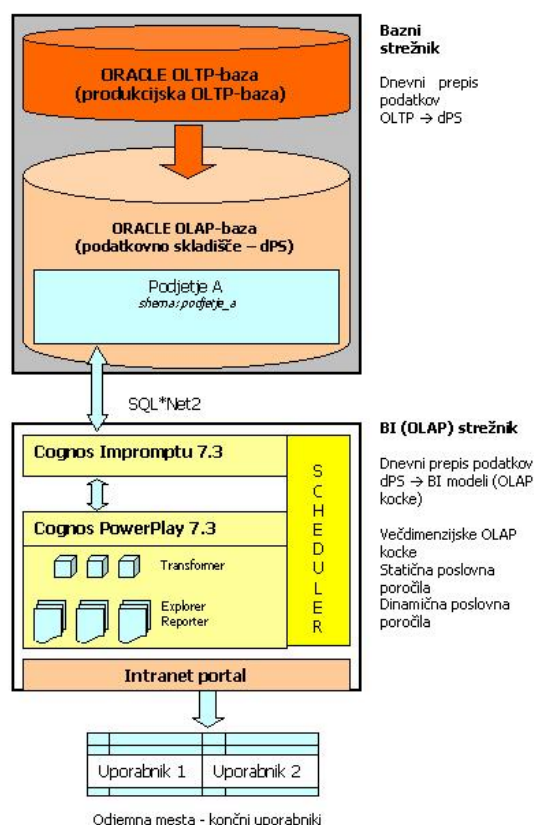 ORACLE OLTP-baza
(produkcijska OLTP-baza)
Bazni
strežnik
Dnevni prepis
podatkov
OLTP → dPS
ORACLE OLAP-baza
(podatkovno skladišče – dPS)
Podjetje A
shema: podjetje_a
SQL*Net2
Cognos Impromptu 7.3
Cognos PowerPlay 7.3
Transformer
Explorer
Reporter
SCHEDULER
Intranet portal
BI (OLAP) strežnik
Dnevni prepis podatkov
dPS → BI modeli (OLAP
kocke)
Večdimenzijske OLAP
kocke
Statična poslovna
poročila
Dinamična poslovna
poročila
Uporabnik 1
Uporabnik 2
Odjemna mesta - končni uporabniki